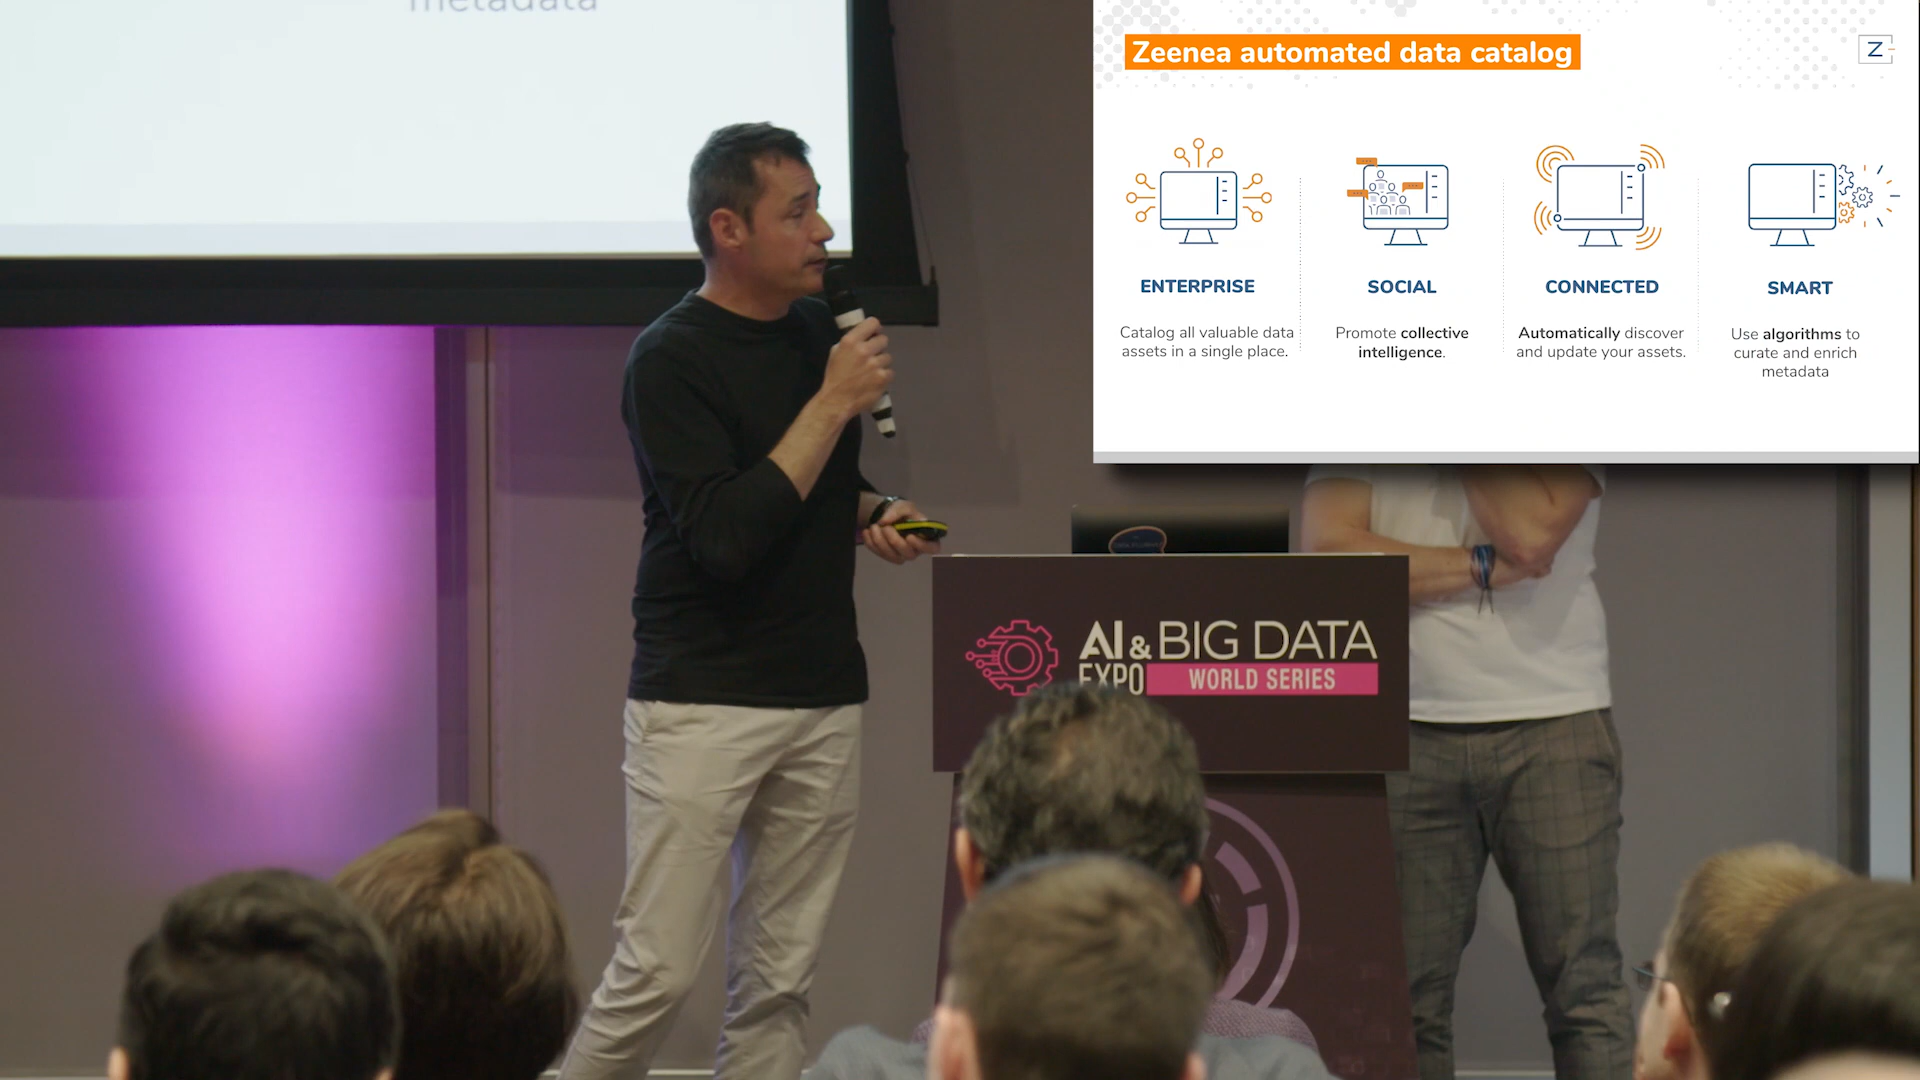 metadata
Zeenea automated data catalog
Z
ENTERPRISE
Catalog all valuable data
assets in a single place.
SOCIAL
Promote collective
intelligence.
CONNECTED
Automatically discover
and update your assets.
SMART
Use algorithms to
curate and enrich
metadata
AI & BIG DATA
EXPO WORLD SERIES